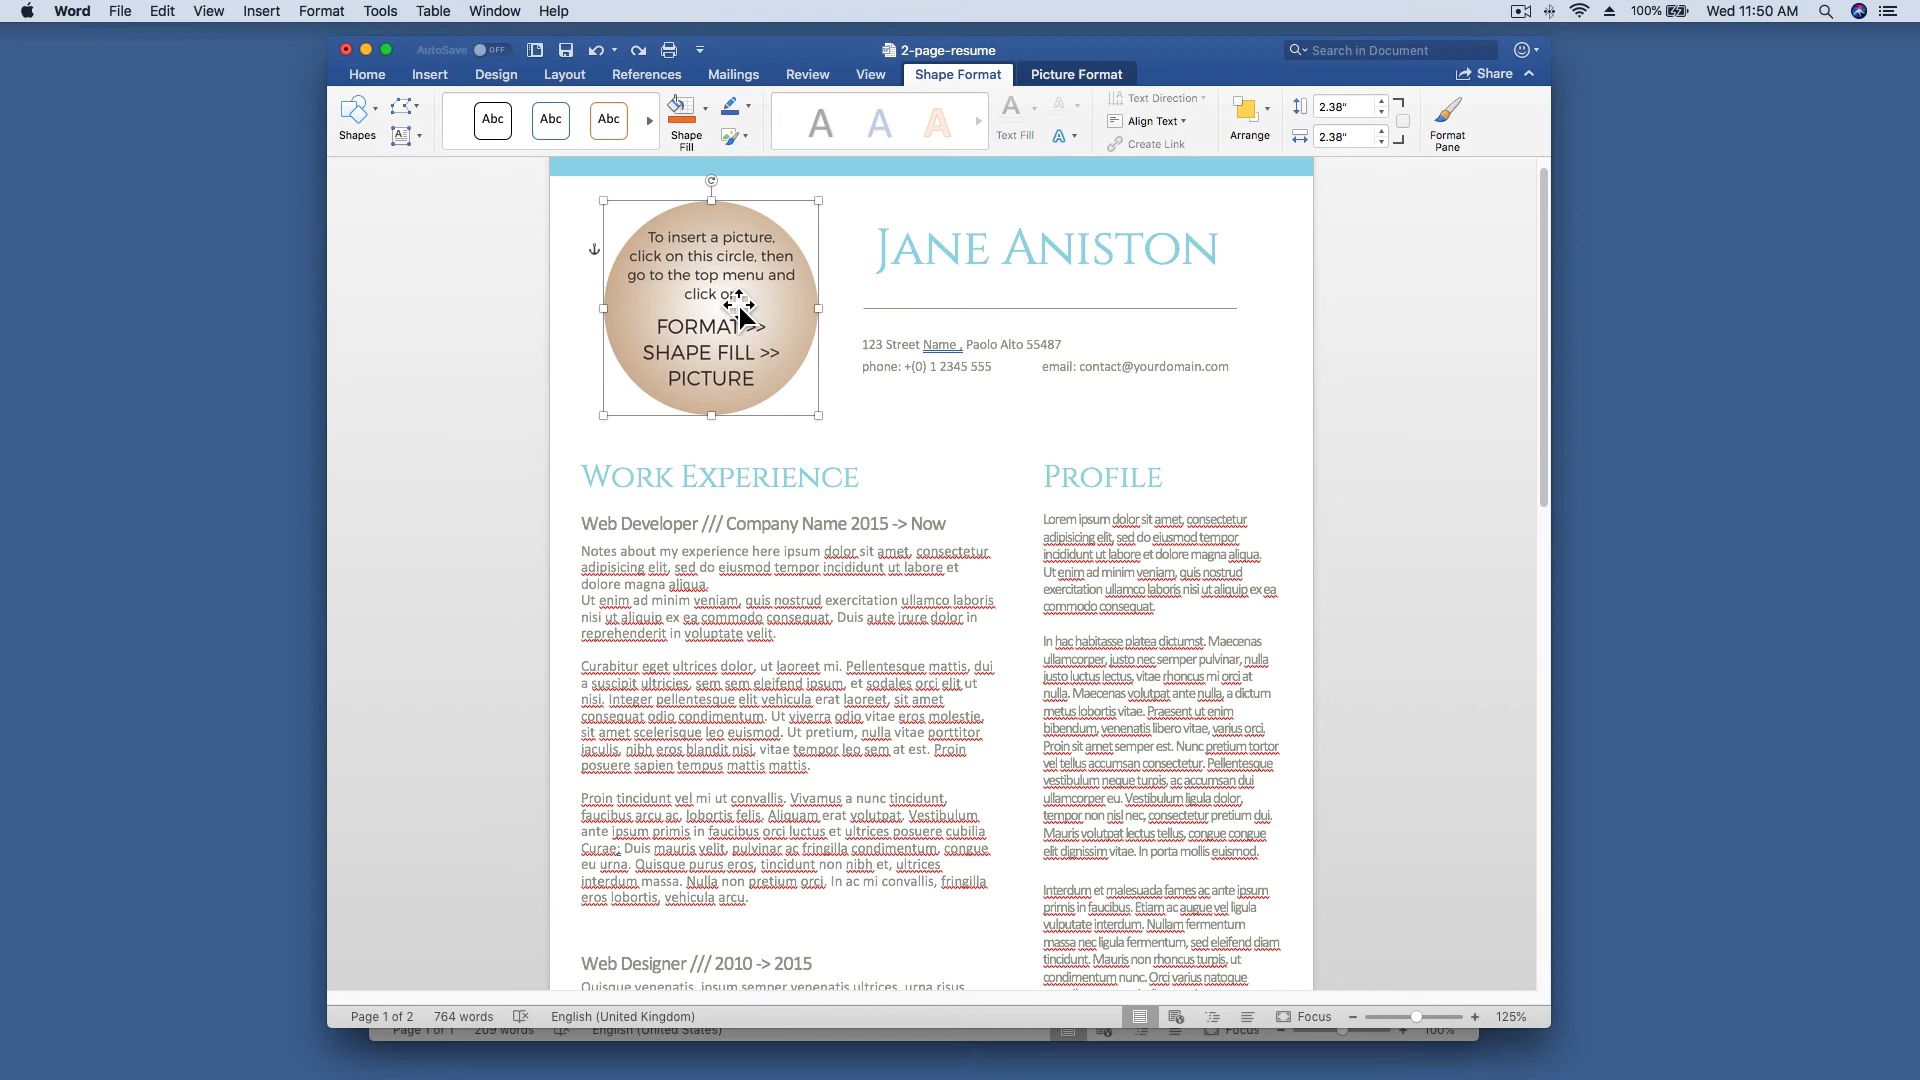 Word File Edit View Insert Format Tools Table Window Help
100% Wed 11:50 AM
AutoSave OFF
2-page-resume
Search in Document
Home Insert Design Layout References Mailings Review View Shape Format Picture Format
Share
Shapes
Abc Abc Abc
Shape
Fill
A A A
Text Fill
Text Direction
Align Text
Create Link
Arrange
2.38"
2.38"
Format
Pane
To insert a picture,
click on this circle, then
go to the top menu and
click on
FORMAT >>
SHAPE FILL >>
PICTURE
Jane Aniston
123 Street Name , Paolo Alto 55487
phone: +(0) 1 2345 555 email: contact@yourdomain.com
Work Experience
Web Developer /// Company Name 2015 -> Now
Notes about my experience here ipsum dolor sit amet, consectetur
adipisicing elit, sed do eiusmod tempor incididunt ut labore et
dolore magna aliqua.
Ut enim ad minim veniam, quis nostrud exercitation ullamco laboris
nisi ut aliquip ex ea commodo consequat. Duis aute irure dolor in
reprehenderit in voluptate velit.
Curabitur eget ultrices dolor, ut laoreet mi. Pellentesque mattis, dui
a suscipit ultricies, sem sem eleifend ipsum, et sodales orci elit ut
nisi. Integer pellentesque elit vehicula erat laoreet, sit amet
consequat odio condimentum. Ut viverra odio vitae eros molestie,
sit amet scelerisque leo euismod. Ut pretium, nulla vitae porttitor
iaculis, nibh eros blandit nisi, vitae tempor leo sem at est. Proin
posuere sapien tempus mattis mattis.
Proin tincidunt vel mi ut convallis. Vivamus a nunc tincidunt,
faucibus arcu ac, lobortis felis. Aliquam erat volutpat. Vestibulum
ante ipsum primis in faucibus orci luctus et ultrices posuere cubilia
Curae; Duis mauris velit, pulvinar ac fringilla condimentum, congue
eu urna. Quisque purus eros, tincidunt non nibh et, ultrices
interdum massa. Nulla non pretium orci. In ac mi convallis, fringilla
eros lobortis, vehicula arcu.
Web Designer /// 2010 -> 2015
Quisque venenatis, ipsum semper venenatis ultrices, urna risus
Profile
Lorem ipsum dolor sit amet, consectetur
adipisicing elit, sed do eiusmod tempor
incididunt ut labore et dolore magna aliqua.
Ut enim ad minim veniam, quis nostrud
exercitation ullamco laboris nisi ut aliquip ex ea
commodo consequat.
In hac habitasse platea dictumst. Maecenas
ullamcorper, justo nec semper pulvinar, nulla
justo luctus lectus, vitae rhoncus mi orci at
nulla. Maecenas volutpat ante nulla, a dictum
metus lobortis vitae. Praesent ut enim
bibendum, venenatis libero vitae, varius orci.
Proin sit amet semper est. Nunc pretium tortor
vel tellus accumsan consectetur. Pellentesque
vestibulum neque turpis, ac accumsan dui
ullamcorper eu. Vestibulum ligula dolor,
tempor non nisl nec, consectetur pretium dui.
Mauris volutpat lectus tellus, congue congue
elit dignissim vitae. In porta mollis euismod.
Interdum et malesuada fames ac ante ipsum
primis in faucibus. Etiam ac augue vel ligula
vulputate interdum. Nullam fermentum
massa nec ligula fermentum, sed eleifend diam
tincidunt. Mauris non rhoncus turpis, ut
condimentum nunc. Orci varius natoque
Page 1 of 2 764 words English (United Kingdom) Focus 125%
Page 1 of 1 209 words English (United States) Focus 100%